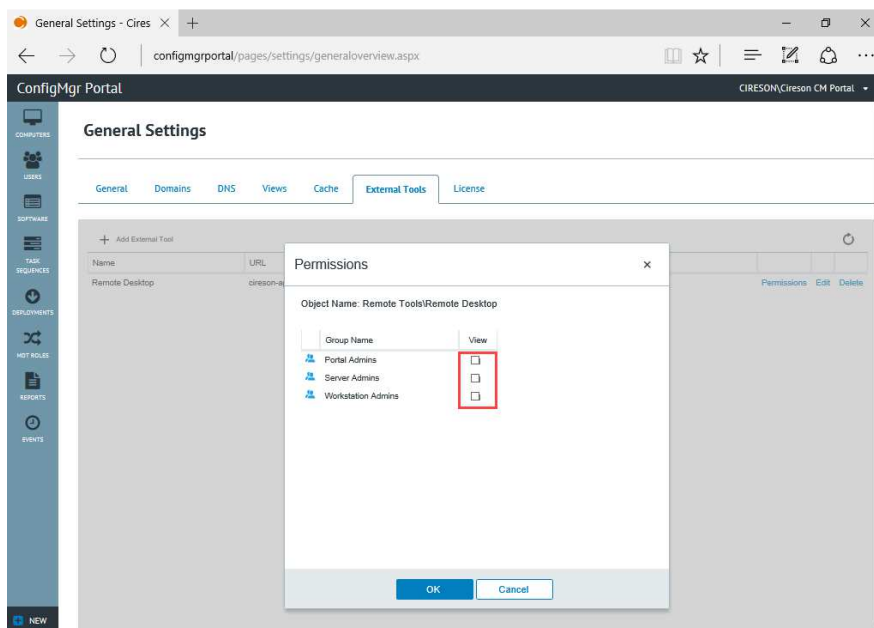 General Settings - Cires
configmgrportal/pages/settings/generaloverview.aspx
ConfigMgr Portal
CIRESON\Cireson CM Portal
COMPUTERS
USERS
SOFTWARE
TASK
SEQUENCES
DEPLOYMENTS
MDT ROLES
REPORTS
EVENTS
NEW
General Settings
General Domains DNS Views Cache External Tools License
Add External Tool
Name URL
Remote Desktop cireson-ap Permissions Edit Delete
Permissions
Object Name: Remote Tools\Remote Desktop
Group Name View
Portal Admins
Server Admins
Workstation Admins
OK Cancel